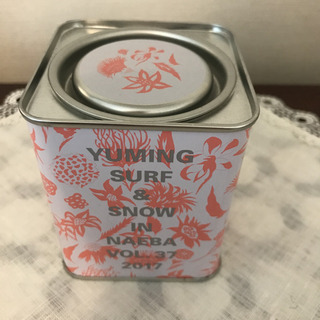 YUMING
SURF
&
SNOW
IN
NAEBA
VOL.37
2017